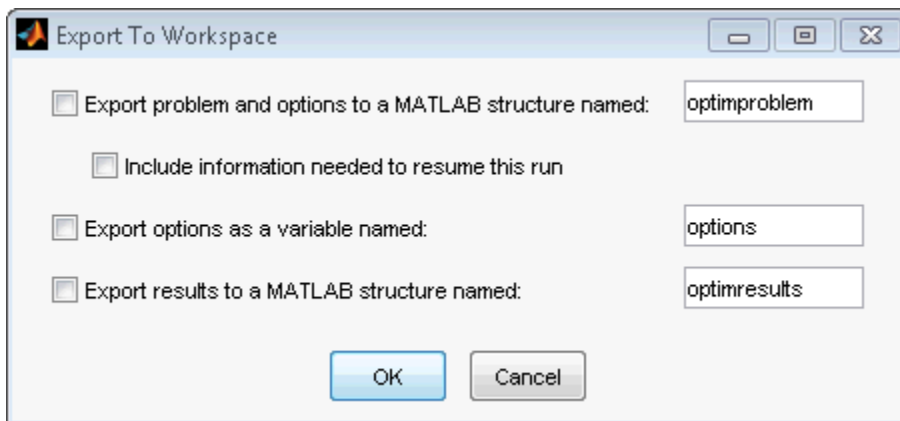 Export To Workspace
Export problem and options to a MATLAB structure named: optimproblem
Include information needed to resume this run
Export options as a variable named: options
Export results to a MATLAB structure named: optimresults
OK Cancel